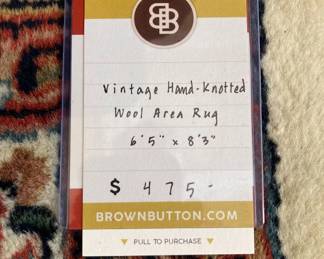 BB
Vintage Hand-Knotted
Wool Area Rug
6'5" x 8'3"
$ 475-
BROWNBUTTON.COM
▼ PULL TO PURCHASE ▼